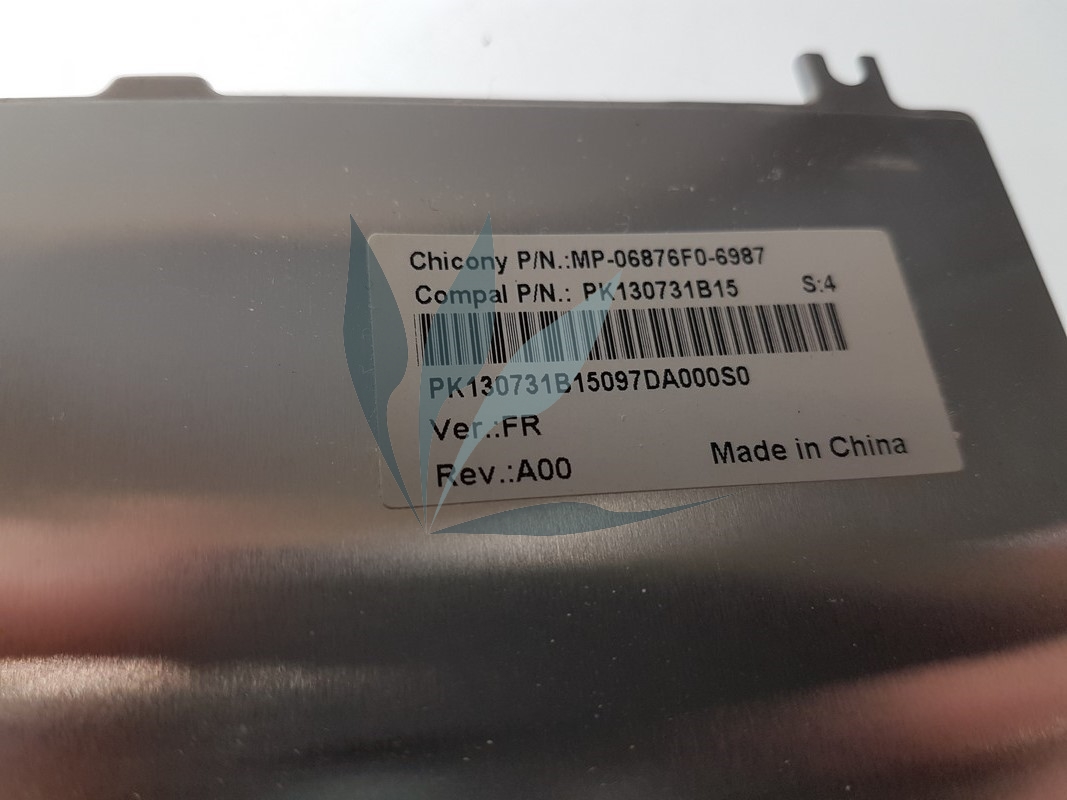 Chicony P/N.:MP-06876F0-6987
Compal P/N.: PK130731B15 S:4
PK130731B15097DA000S0
Ver.:FR
Rev.:A00 Made in China